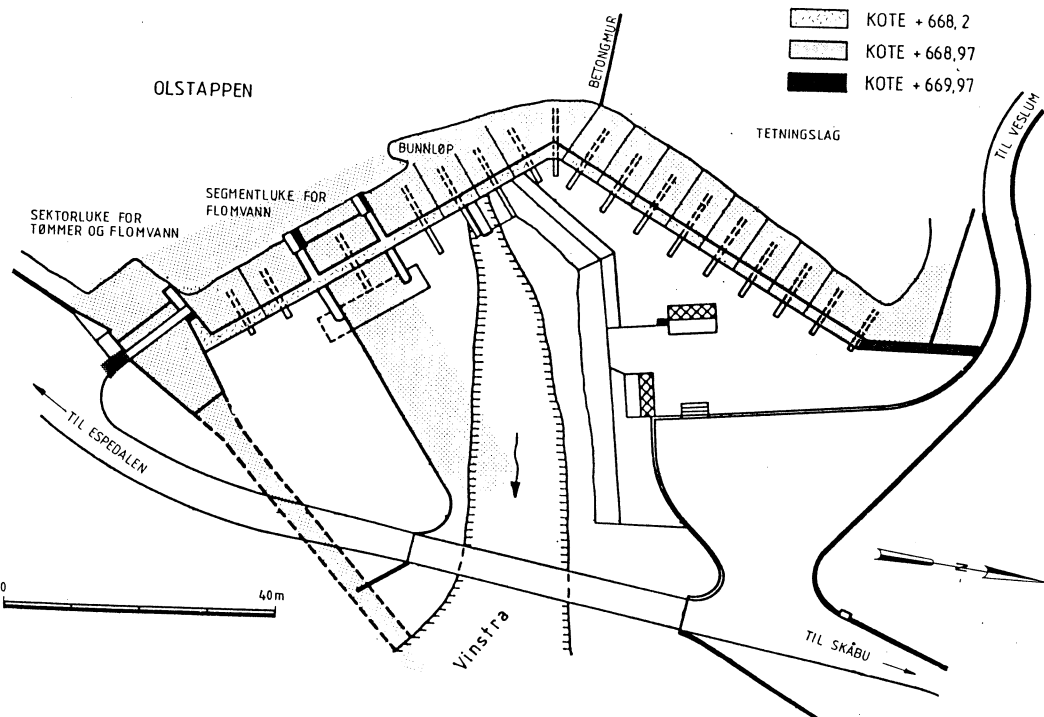 KOTE + 668,2
KOTE + 668,97
KOTE + 669,97
OLSTAPPEN
BETONGMUR
TETNINGSLAG
TIL VESLUM
BUNNLØP
SEGMENTLUKE FOR
FLOMVANN
SEKTORLUKE FOR
TØMMER OG FLOMVANN
TIL ESPEDALEN
N
0
40m
Vinstra
TIL SKÅBU